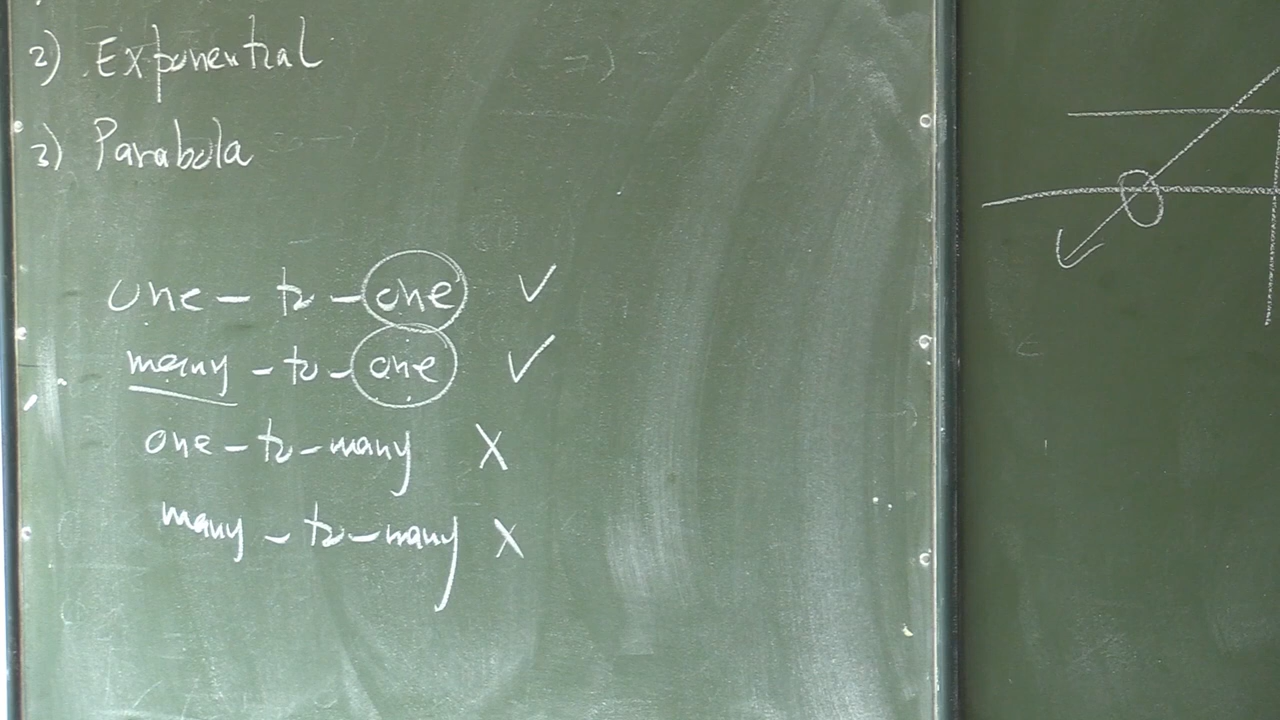 2) Exponential
3) Parabola
one-to-one ✓
many-to-one ✓
one-to-many X
many-to-many X